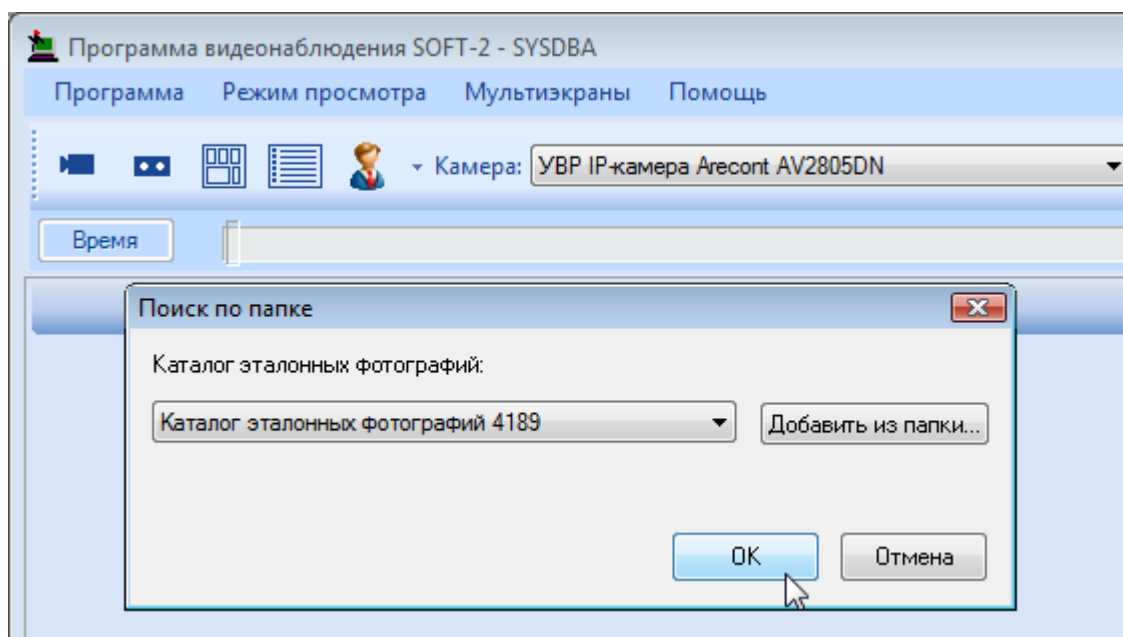 Программа видеонаблюдения SOFT-2 - SYSDBA
Программа Режим просмотра Мультиэкраны Помощь
Камера: УВР IP-камера Arecont AV2805DN
Время
Поиск по папке
Каталог эталонных фотографий:
Каталог эталонных фотографий 4189 Добавить из папки...
OK Отмена